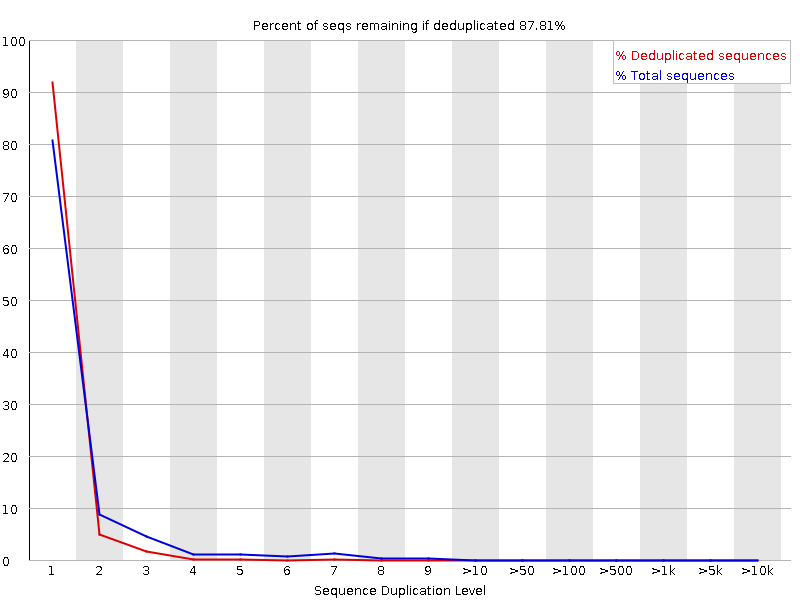 Percent of seqs remaining if deduplicated 87.81%
% Deduplicated sequences
% Total sequences
100
90
80
70
60
50
40
30
20
10
0
1 2 3 4 5 6 7 8 9 >10 >50 >100 >500 >1k >5k >10k
Sequence Duplication Level